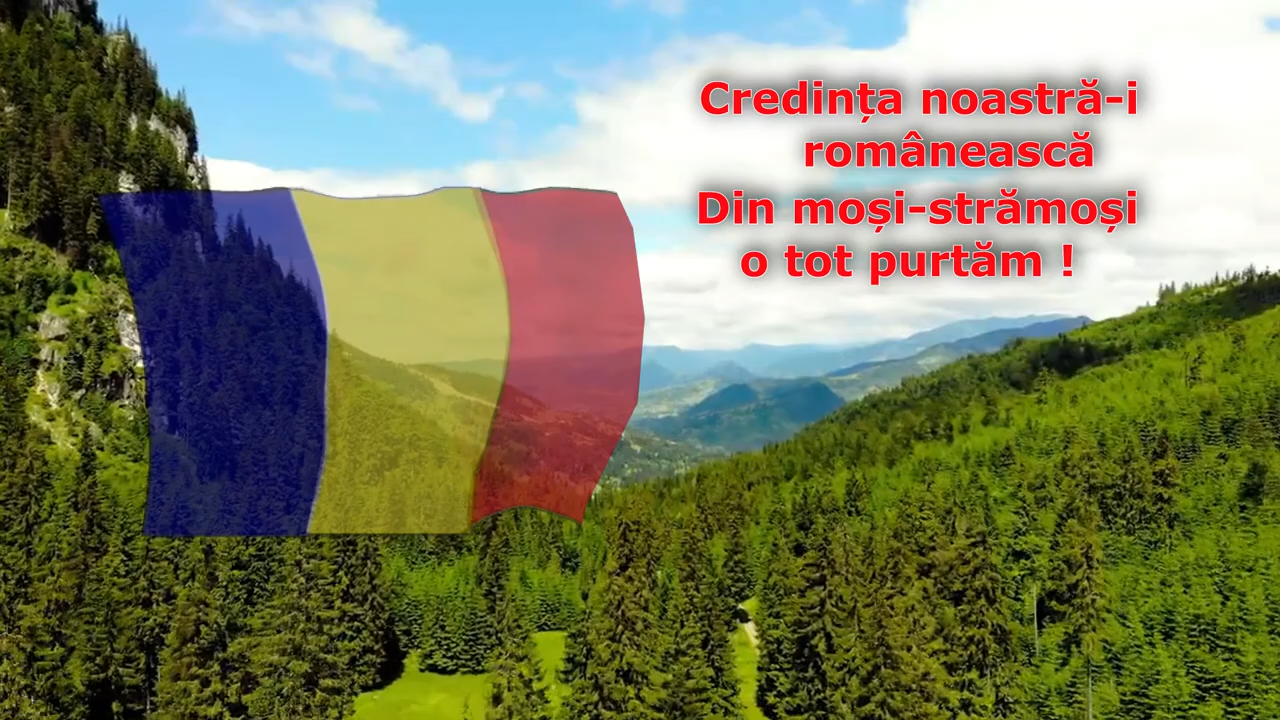 Credința noastră-i
românească
Din moși-strămoși
o tot purtăm !